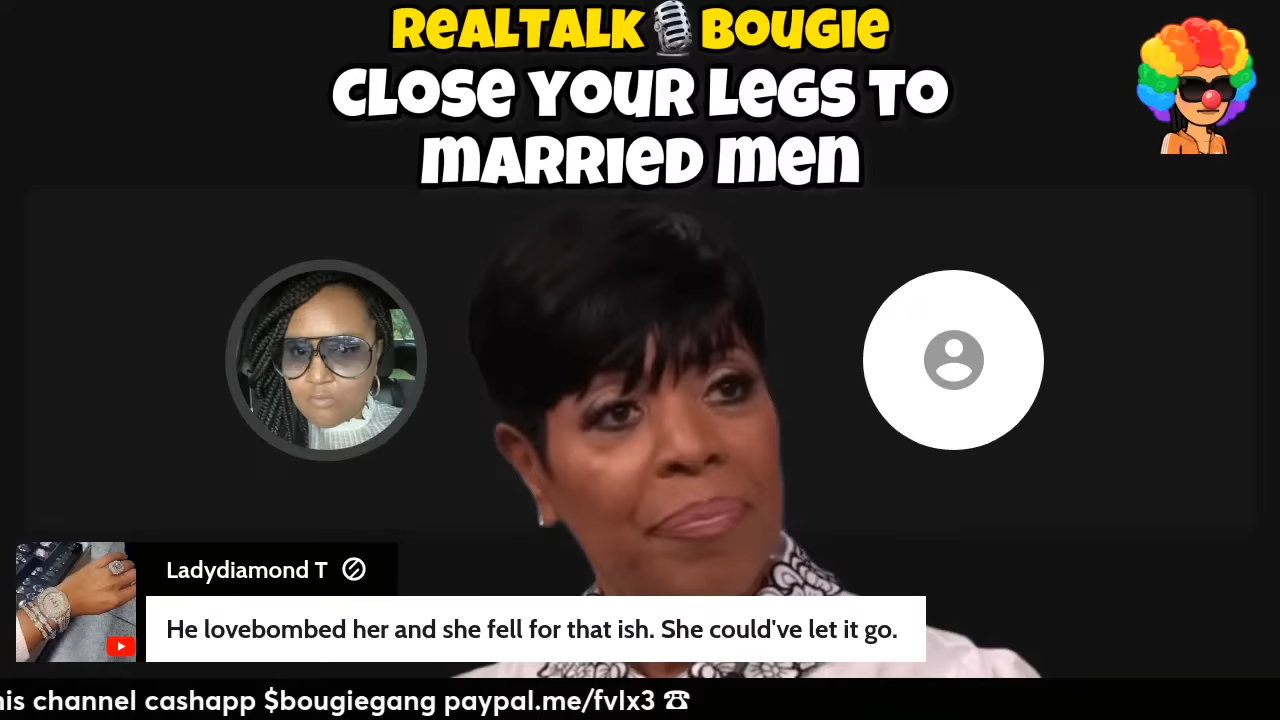 REALTALK🎙️BOUGIE
CLOSE YOUR LEGS TO
MARRIED MEN
Ladydiamond T
He lovebombed her and she fell for that ish. She could've let it go.
his channel cashapp $bougiegang paypal.me/fvlx3 ☎